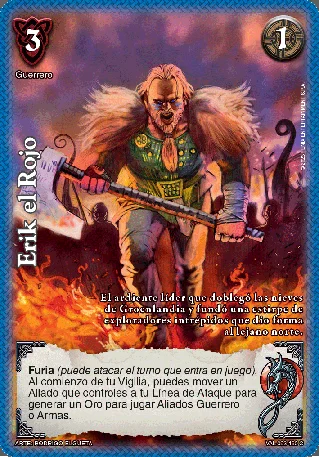 3
1
Guerrero
Erik el Rojo
El ardiente líder que doblegó las nieves
de Groenlandia y fundó una estirpe de
exploradores intrépidos que dio forma
al lejano norte.
Furia (puede atacar el turno que entra en juego).
Al comienzo de tu Vigilia, puedes mover un
Aliado que controles a tu Línea de Ataque para
generar un Oro para jugar Aliados Guerrero
o Armas.
ARTE: RODRIGO ELGUETA